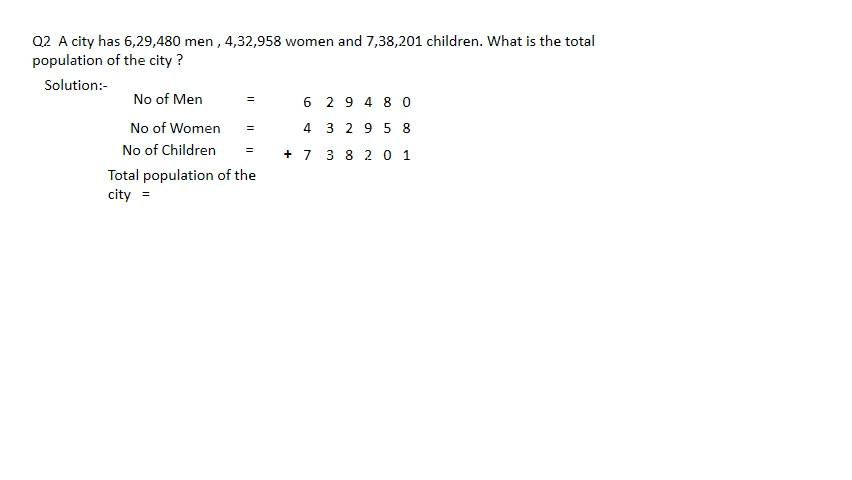 Q2 A city has 6,29,480 men , 4,32,958 women and 7,38,201 children. What is the total
population of the city ?
Solution:-
No of Men = 6 2 9 4 8 0
No of Women = 4 3 2 9 5 8
No of Children = + 7 3 8 2 0 1
Total population of the
city =